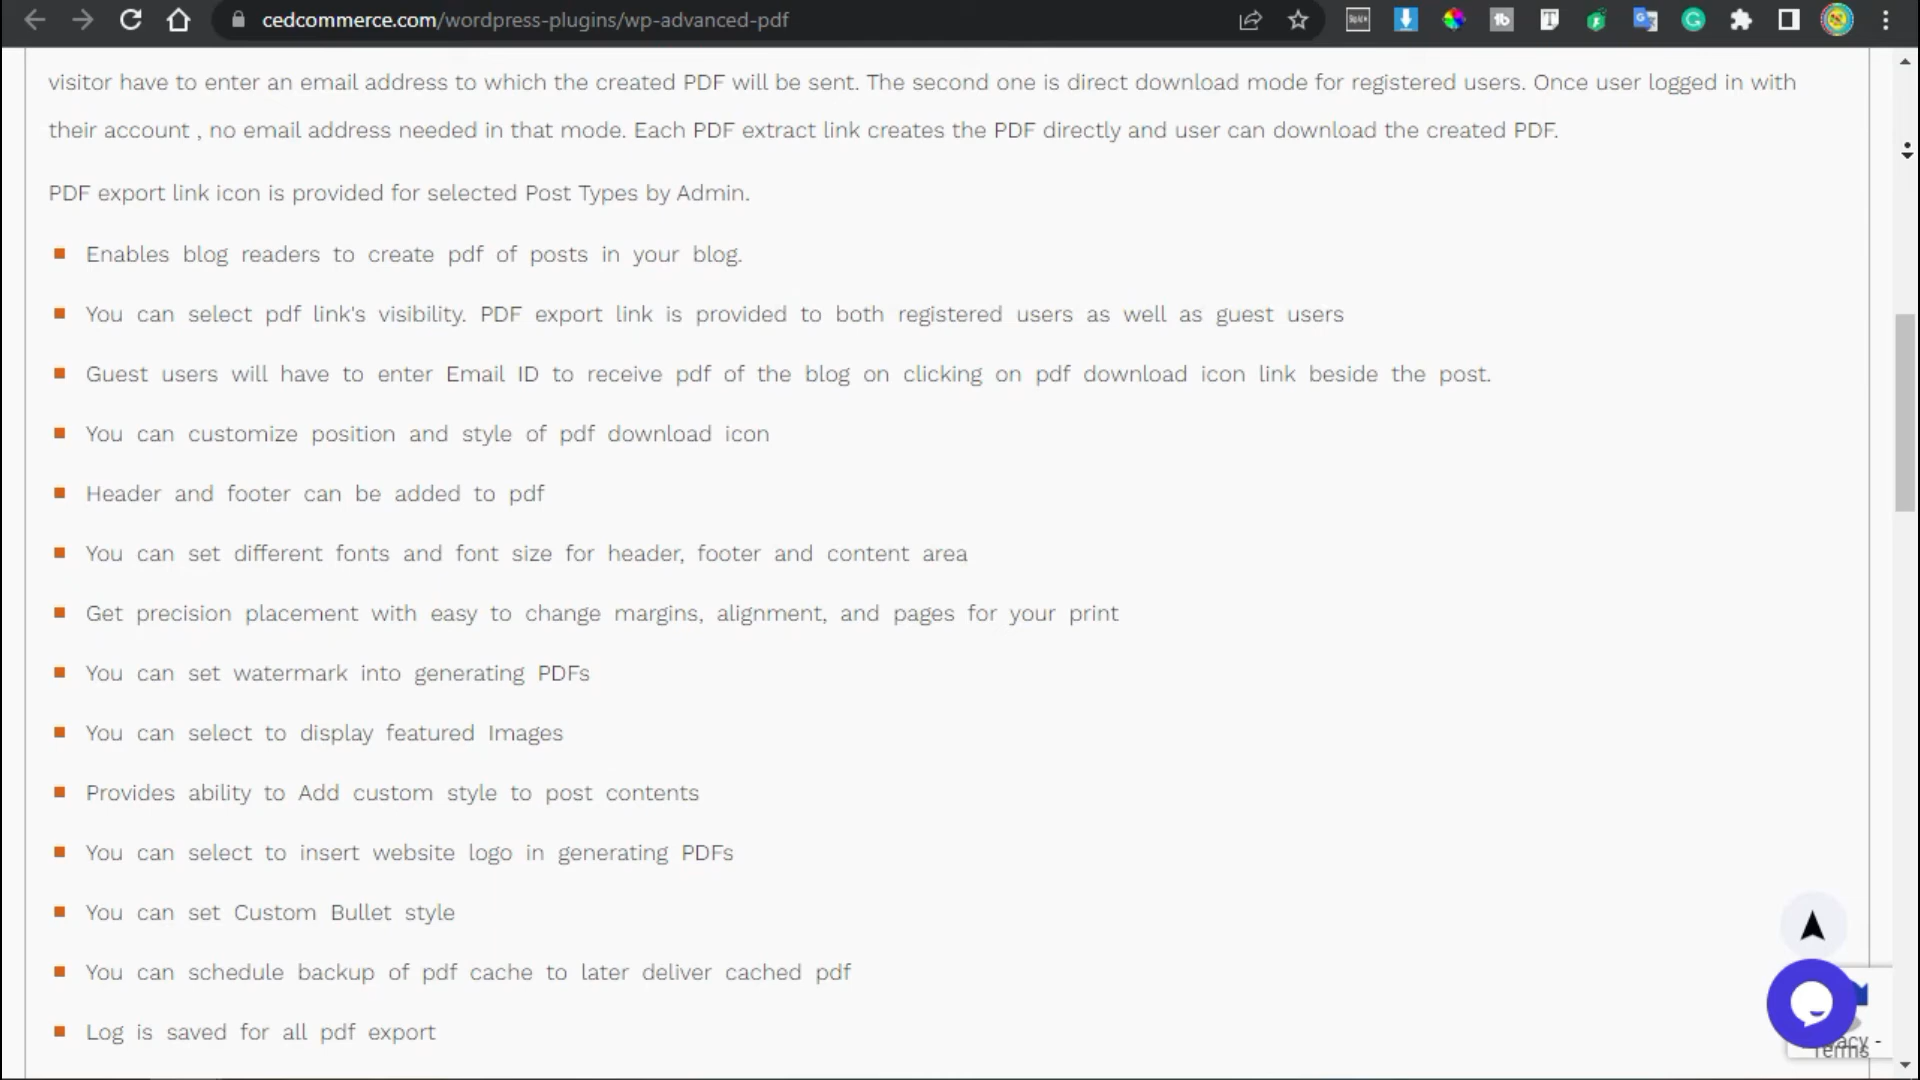 cedcommerce.com/wordpress-plugins/wp-advanced-pdf
visitor have to enter an email address to which the created PDF will be sent. The second one is direct download mode for registered users. Once user logged in with
their account , no email address needed in that mode. Each PDF extract link creates the PDF directly and user can download the created PDF.
PDF export link icon is provided for selected Post Types by Admin.
Enables blog readers to create pdf of posts in your blog.
You can select pdf link's visibility. PDF export link is provided to both registered users as well as guest users
Guest users will have to enter Email ID to receive pdf of the blog on clicking on pdf download icon link beside the post.
You can customize position and style of pdf download icon
Header and footer can be added to pdf
You can set different fonts and font size for header, footer and content area
Get precision placement with easy to change margins, alignment, and pages for your print
You can set watermark into generating PDFs
You can select to display featured Images
Provides ability to Add custom style to post contents
You can select to insert website logo in generating PDFs
You can set Custom Bullet style
You can schedule backup of pdf cache to later deliver cached pdf
Log is saved for all pdf export
Terms